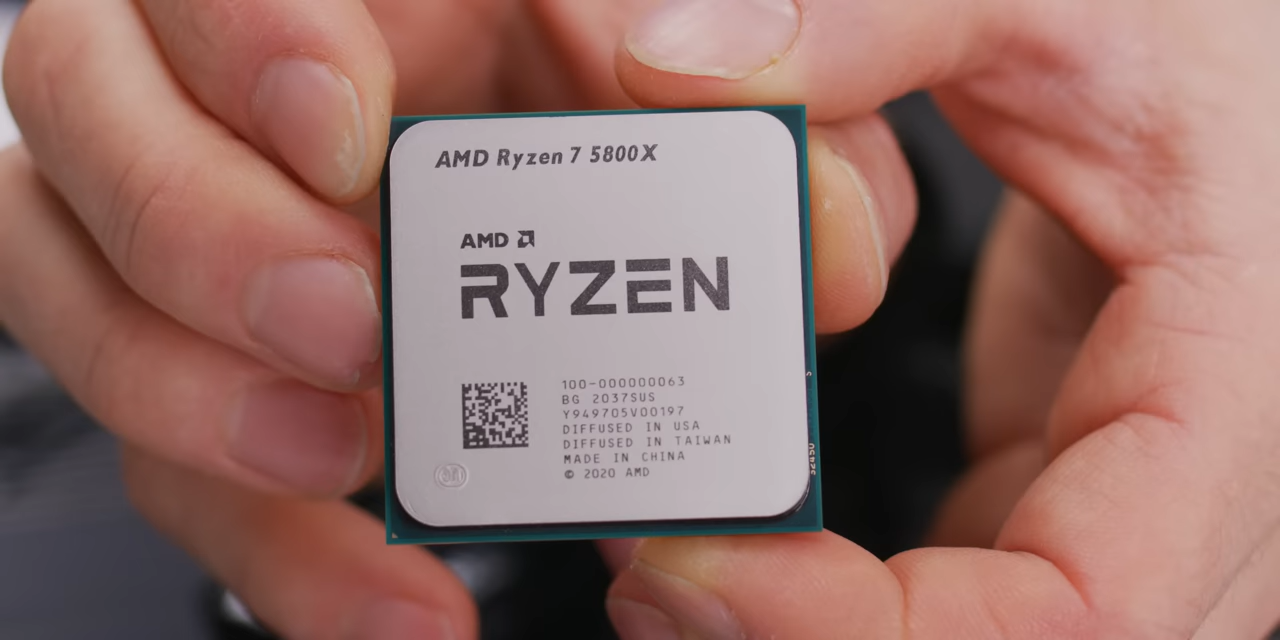 AMD Ryzen 7 5800X
AMD
RYZEN
100-000000063
BG 2037SUS
Y949705V00197
DIFFUSED IN USA
DIFFUSED IN TAIWAN
MADE IN CHINA
© 2020 AMD